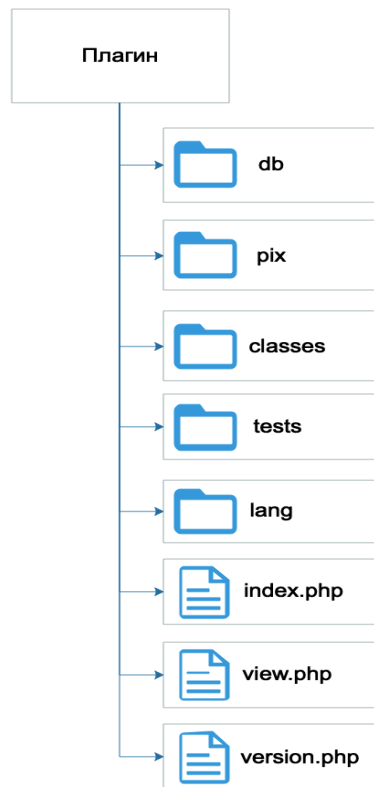 Плагин
db
pix
classes
tests
lang
index.php
view.php
version.php